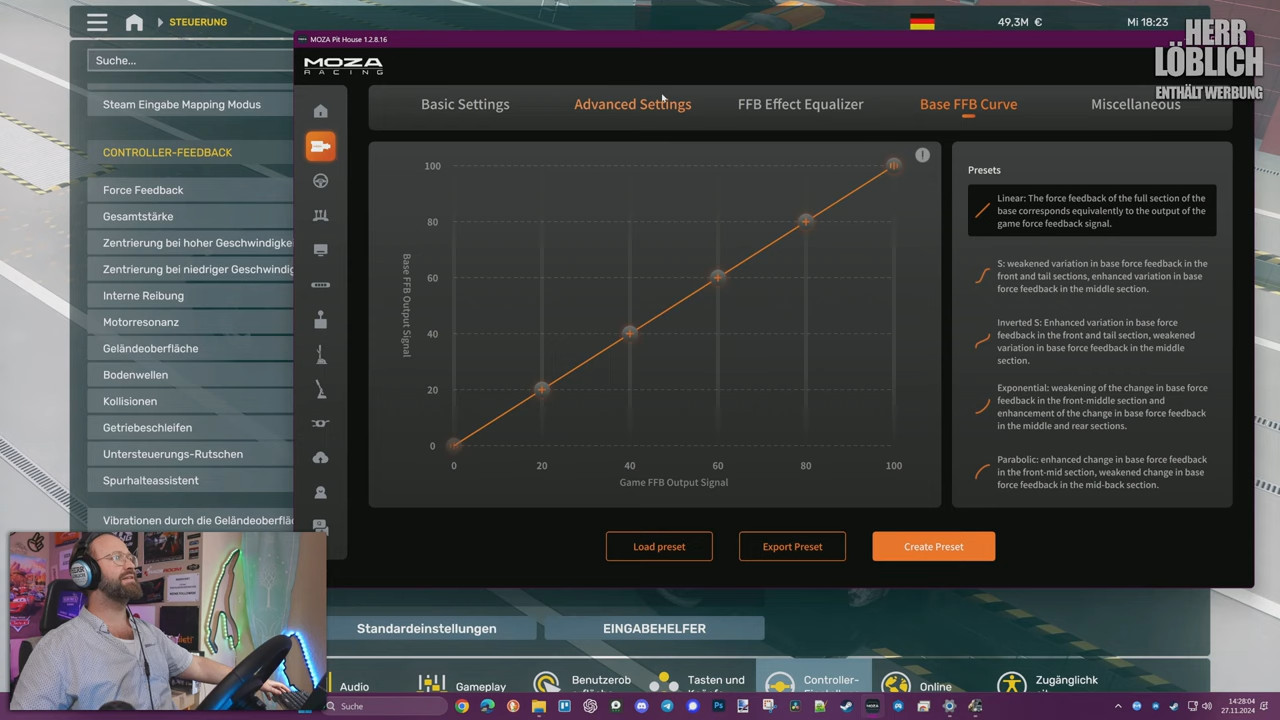 STEUERUNG
49,3M €
Mi 18:23
HERR
LÖBLICH
ENTHÄLT WERBUNG
Suche...
Steam Eingabe Mapping Modus
CONTROLLER-FEEDBACK
Force Feedback
Gesamtstärke
Zentrierung bei hoher Geschwindigke
Zentrierung bei niedriger Geschwindig
Interne Reibung
Motorresonanz
Geländeoberfläche
Bodenwellen
Kollisionen
Getriebeschleifen
Untersteuerungs-Rutschen
Spurhalteassistent
Vibrationen durch die Geländeoberflä
MOZA Pit House 1.2.8.16
MOZA
RACING
Basic Settings
Advanced Settings
FFB Effect Equalizer
Base FFB Curve
Miscellaneous
100
80
60
40
20
0
Base FFB Output Signal
0
20
40
60
80
100
Game FFB Output Signal
Presets
Linear: The force feedback of the full section of the
base corresponds equivalently to the output of the
game force feedback signal.
S: weakened variation in base force feedback in the
front and tail sections, enhanced variation in base
force feedback in the middle section.
Inverted S: Enhanced variation in base force
feedback in the front and tail section, weakened
variation in base force feedback in the middle
section.
Exponential: weakening of the change in base force
feedback in the front-middle section and
enhancement of the change in base force feedback
in the middle and rear sections.
Parabolic: enhanced change in base force feedback
in the front-mid section, weakened change in base
force feedback in the mid-back section.
Load preset
Export Preset
Create Preset
Standardeinstellungen
EINGABEHELFER
Audio
Gameplay
Benutzerob
Tasten und
Controller-
Online
Zugänglichk
Suche
14:28:04
27.11.2024